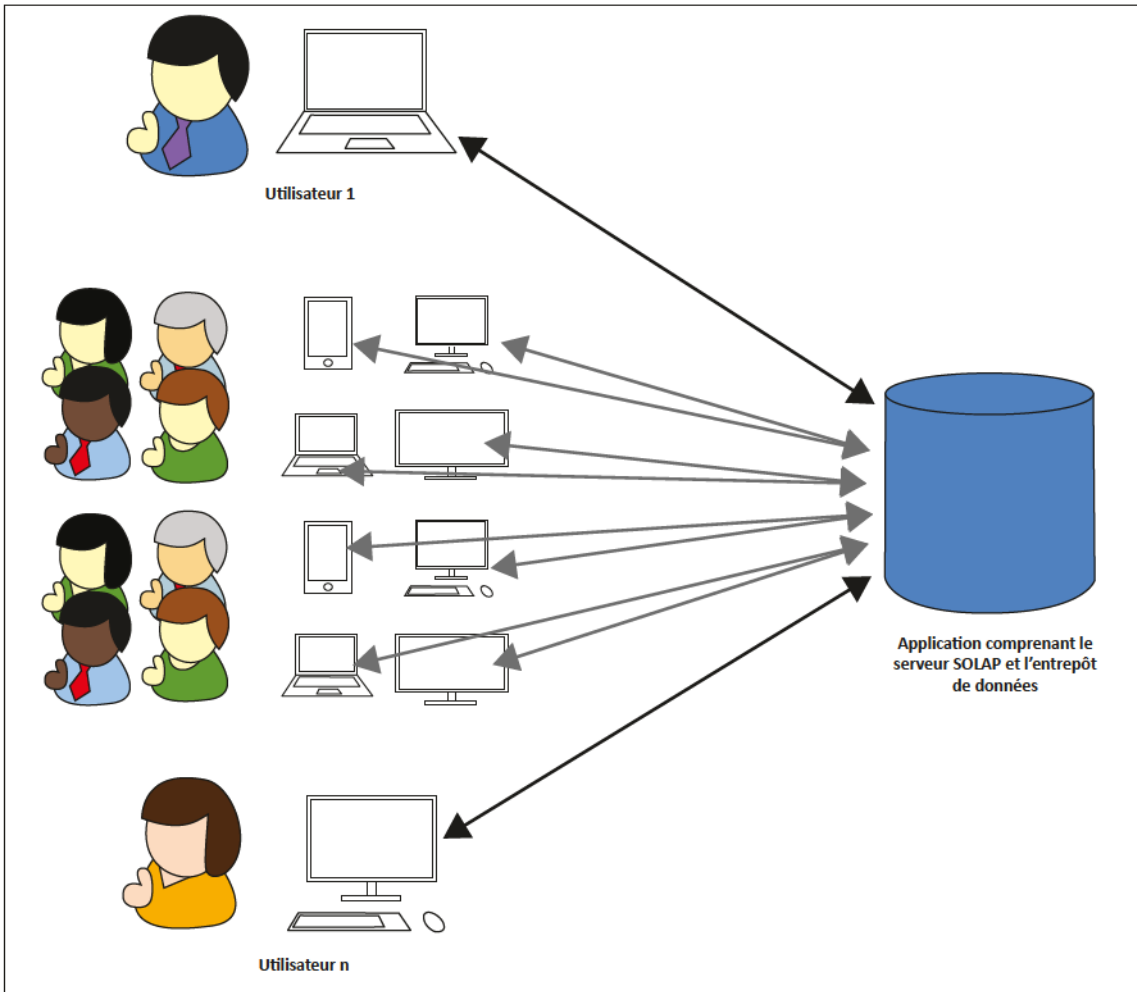 Utilisateur 1
Application comprenant le
serveur SOLAP et l'entrepôt
de données
Utilisateur n